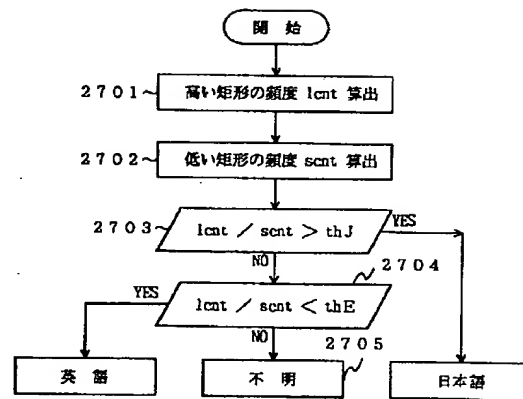 開始
2701 高い矩形の頻度 lcnt 算出
2702 低い矩形の頻度 scnt 算出
2703 lcnt / scnt > thJ YES
NO 2704
YES lcnt / scnt < thE
NO 2705
英語 不明 日本語